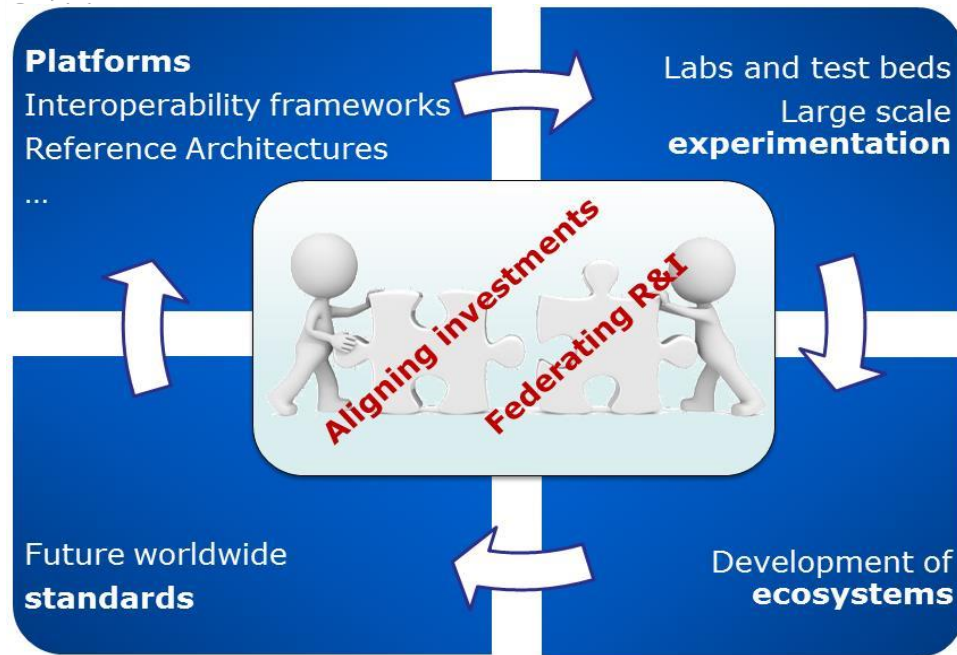 Platforms
Interoperability frameworks
Reference Architectures
...
Labs and test beds
Large scale
experimentation
Aligning investments
Federating R&I
Future worldwide
standards
Development of
ecosystems